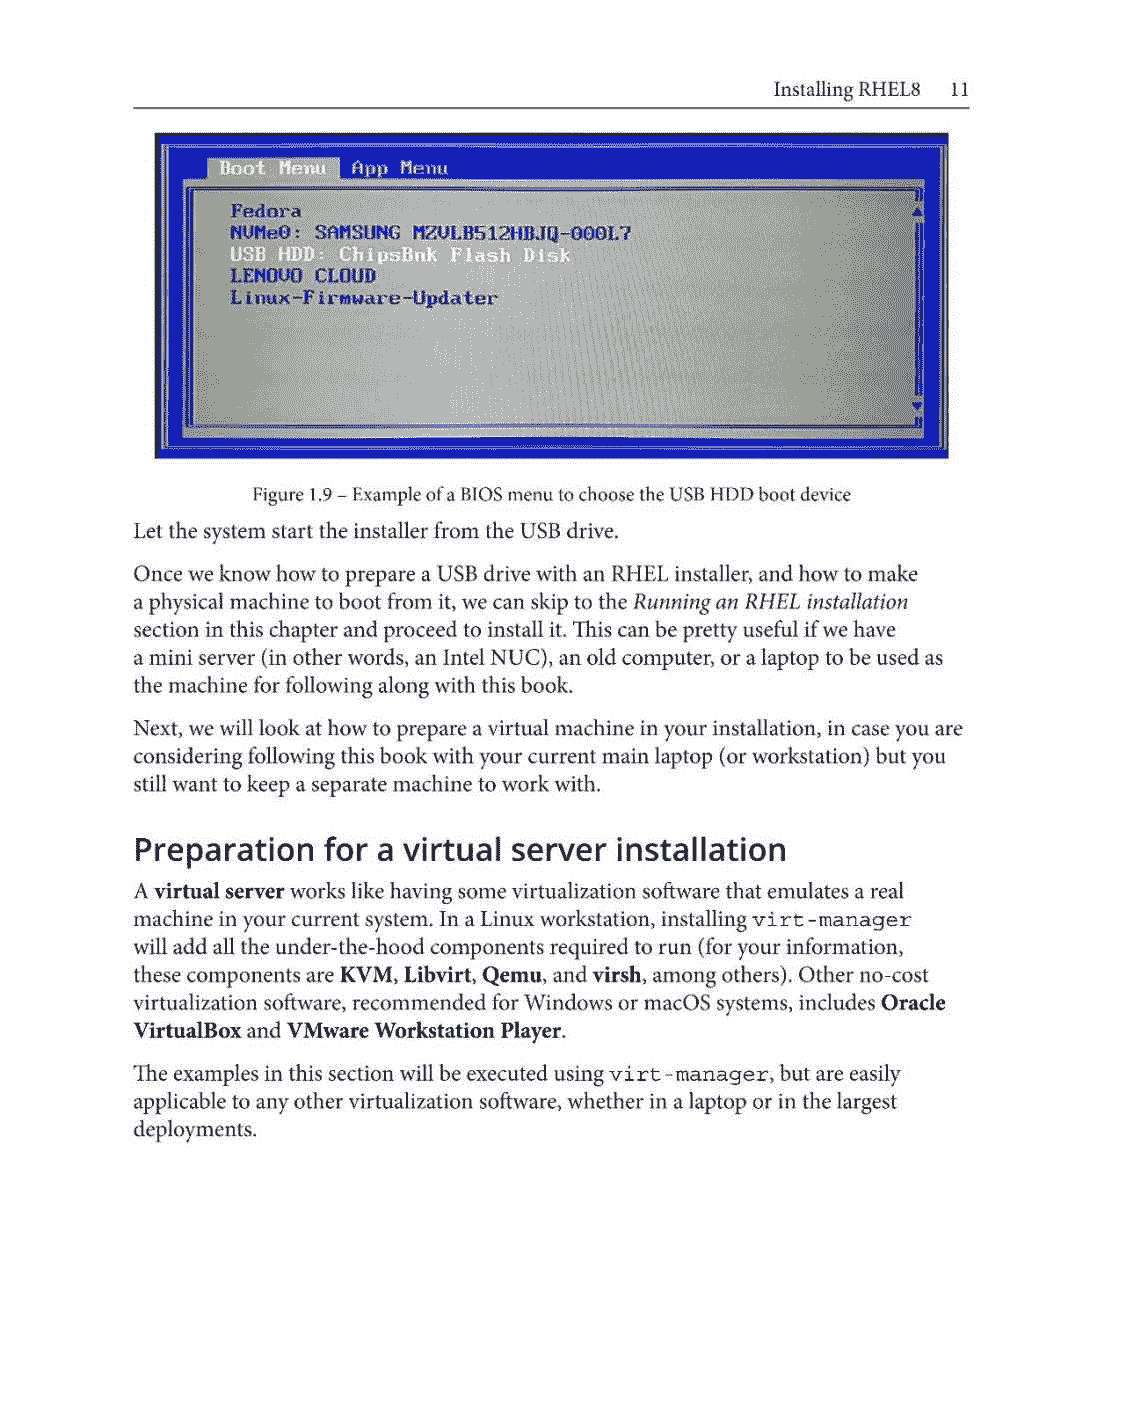 Installing RHEL8 11
Boot Menu App Menu
Fedora
NVMe0: SAMSUNG MZVLB512HBJQ-000L7
USB HDD: ChipsBnk Flash Disk
LENOVO CLOUD
Linux-Firmware-Updater
Figure 1.9 – Example of a BIOS menu to choose the USB HDD boot device
Let the system start the installer from the USB drive.
Once we know how to prepare a USB drive with an RHEL installer, and how to make
a physical machine to boot from it, we can skip to the Running an RHEL installation
section in this chapter and proceed to install it. This can be pretty useful if we have
a mini server (in other words, an Intel NUC), an old computer, or a laptop to be used as
the machine for following along with this book.
Next, we will look at how to prepare a virtual machine in your installation, in case you are
considering following this book with your current main laptop (or workstation) but you
still want to keep a separate machine to work with.
Preparation for a virtual server installation
A virtual server works like having some virtualization software that emulates a real
machine in your current system. In a Linux workstation, installing virt-manager
will add all the under-the-hood components required to run (for your information,
these components are KVM, Libvirt, Qemu, and virsh, among others). Other no-cost
virtualization software, recommended for Windows or macOS systems, includes Oracle
VirtualBox and VMware Workstation Player.
The examples in this section will be executed using virt-manager, but are easily
applicable to any other virtualization software, whether in a laptop or in the largest
deployments.